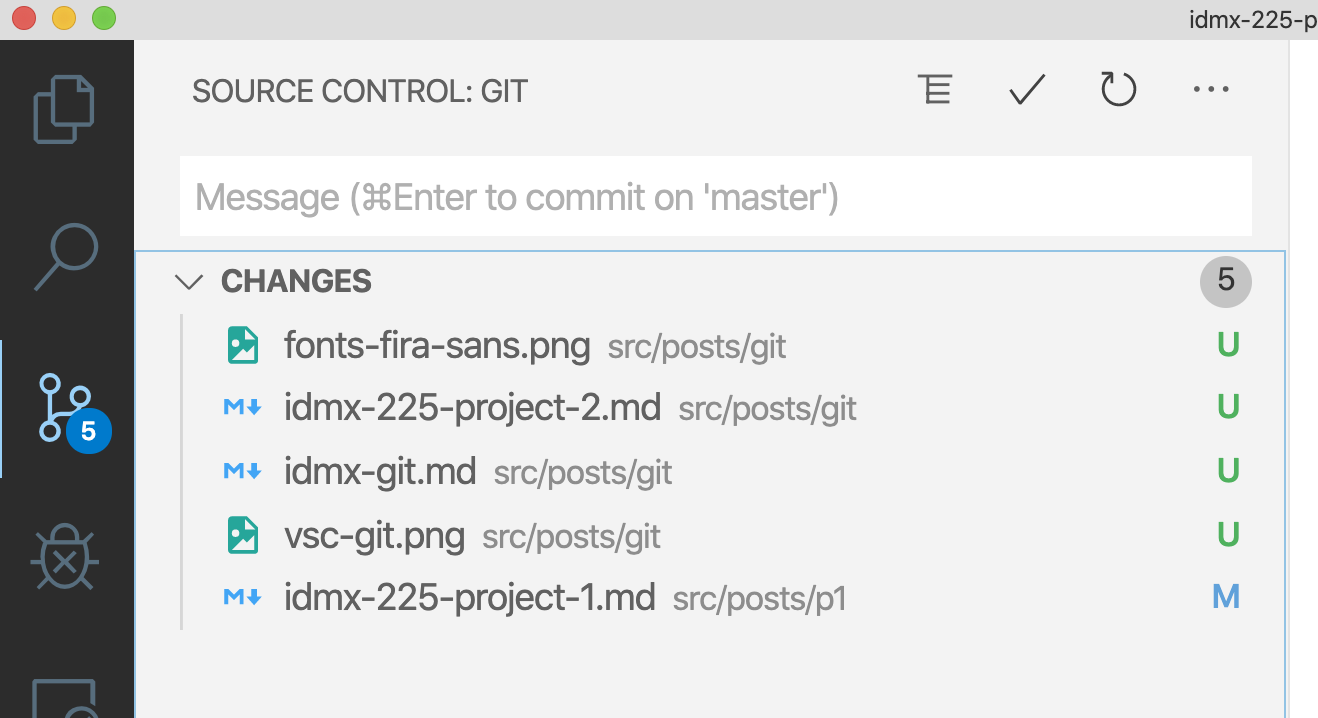 idmx-225-p
SOURCE CONTROL: GIT
Message (⌘Enter to commit on 'master')
CHANGES 5
fonts-fira-sans.png src/posts/git U
idmx-225-project-2.md src/posts/git U
idmx-git.md src/posts/git U
5
vsc-git.png src/posts/git U
idmx-225-project-1.md src/posts/p1 M